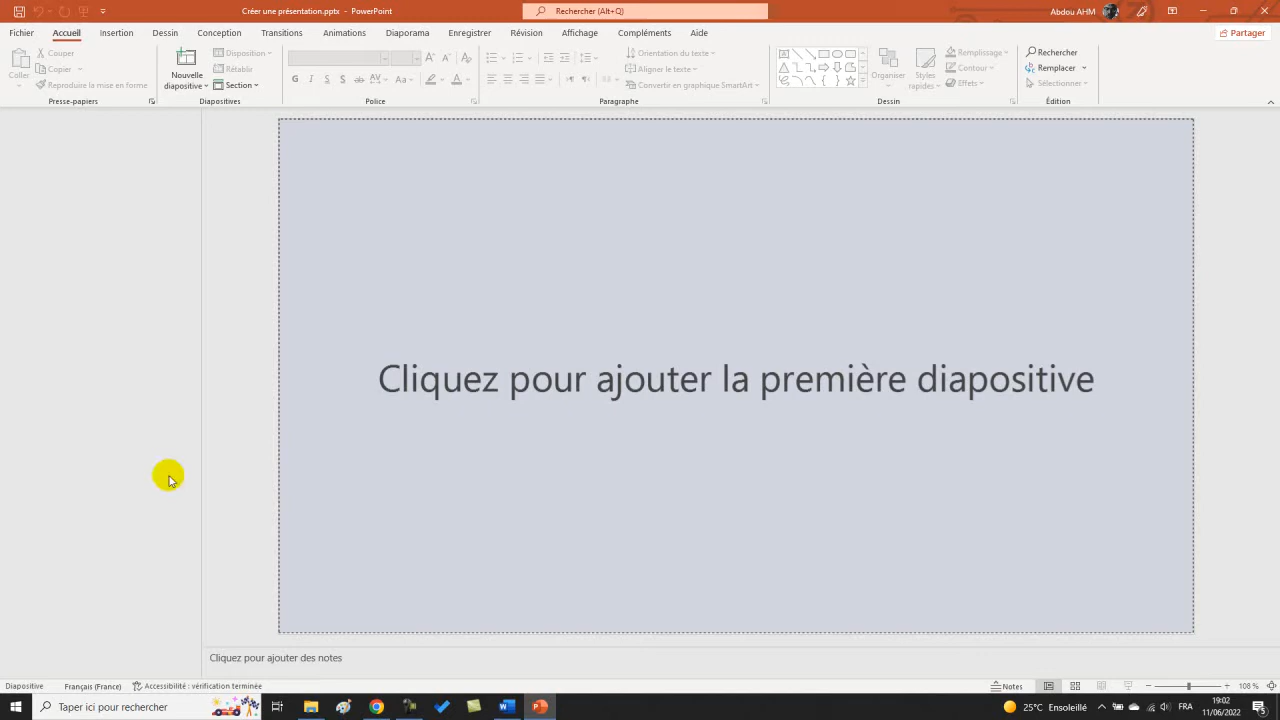 Créer une présentation.pptx – PowerPoint
Rechercher (Alt+Q)
Abdou AHM
Fichier Accueil Insertion Dessin Conception Transitions Animations Diaporama Enregistrer Révision Affichage Compléments Aide
Partager
Coller
Couper
Copier
Reproduire la mise en forme
Presse-papiers
Nouvelle
diapositive
Disposition
Rétablir
Section
Diapositives
G I S S ab AV Aa A
Police
Orientation du texte
Aligner le texte
Convertir en graphique SmartArt
Paragraphe
Organiser
Styles
rapides
Remplissage
Contour
Effets
Dessin
Rechercher
Remplacer
Sélectionner
Édition
Cliquez pour ajouter la première diapositive
Cliquez pour ajouter des notes
Diapositive Français (France) Accessibilité : vérification terminée
Notes
108 %
Taper ici pour rechercher
25°C Ensoleillé
FRA
19:02
11/06/2022